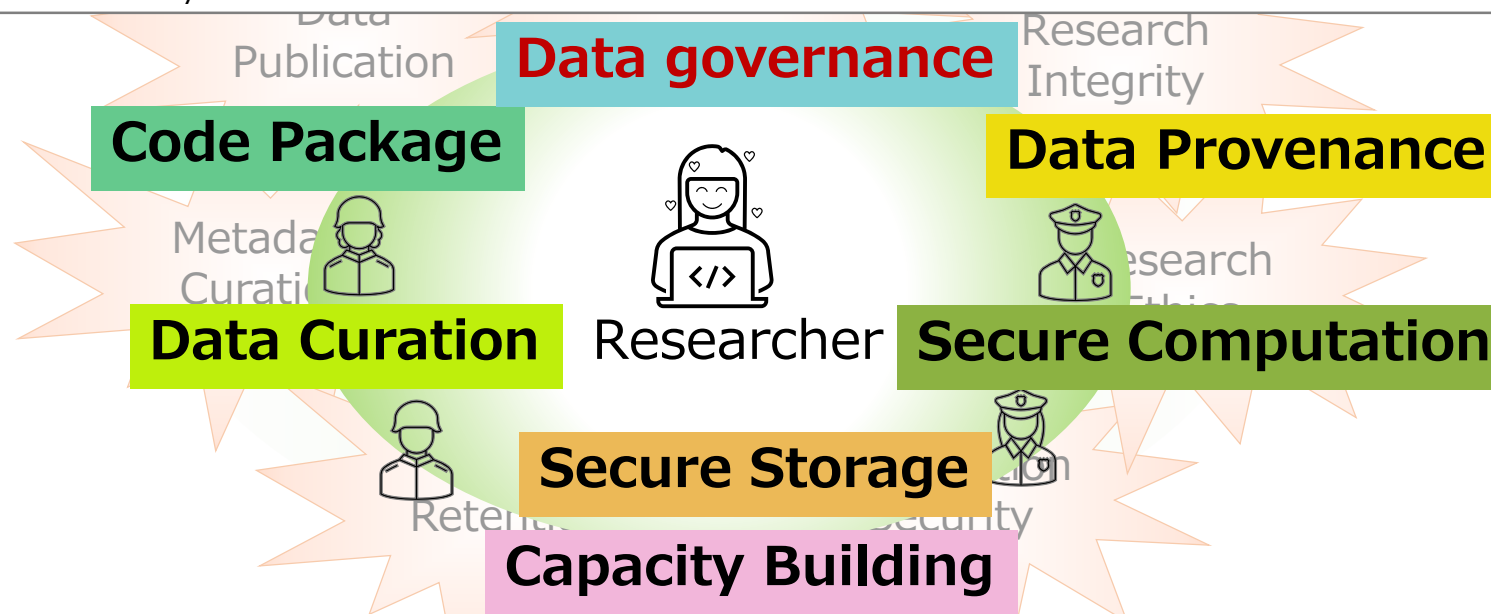 Data
Publication
Research
Integrity
Data governance
Code Package
Data Provenance
</>
Data Curation
Researcher
Secure Computation
Secure Storage
Security
Capacity Building